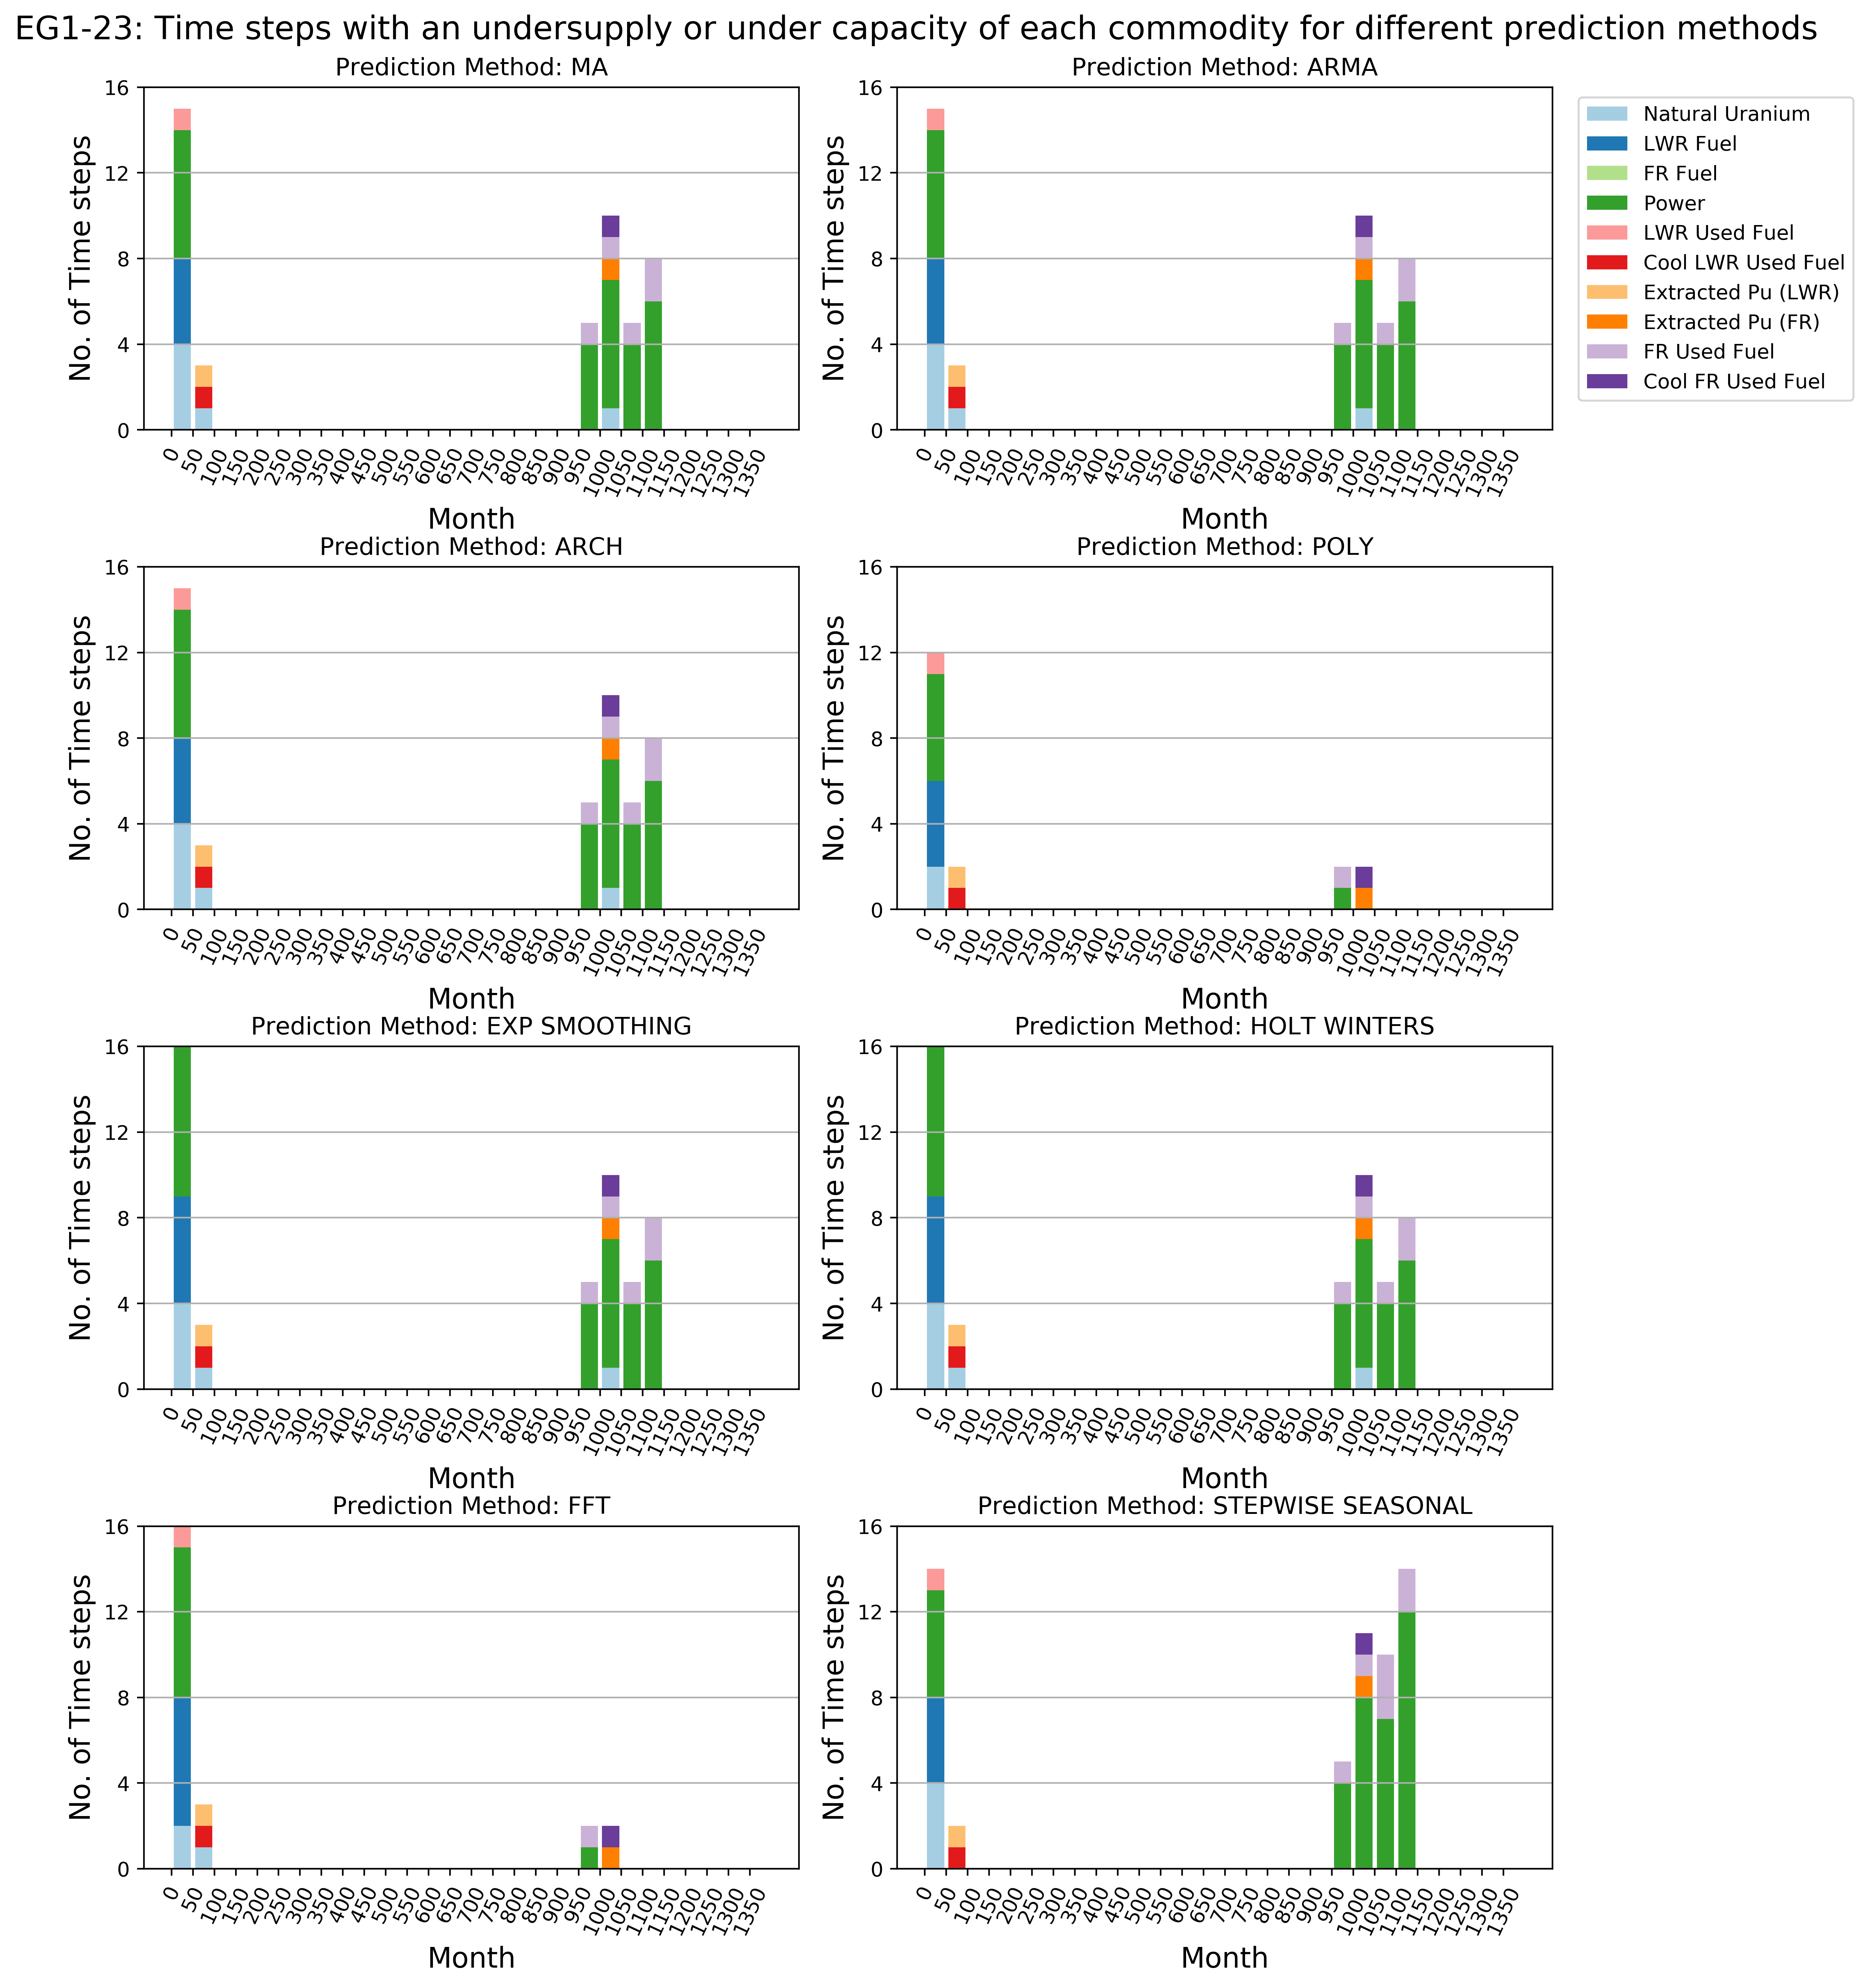 EG1-23: Time steps with an undersupply or under capacity of each commodity for different prediction methods
Prediction Method: MA
No. of Time steps
16
12
8
4
0
0 50 100 150 200 250 300 350 400 450 500 550 600 650 700 750 800 850 900 950 1000 1050 1100 1150 1200 1250 1300 1350
Month
Prediction Method: ARMA
No. of Time steps
16
12
8
4
0
0 50 100 150 200 250 300 350 400 450 500 550 600 650 700 750 800 850 900 950 1000 1050 1100 1150 1200 1250 1300 1350
Month
Natural Uranium
LWR Fuel
FR Fuel
Power
LWR Used Fuel
Cool LWR Used Fuel
Extracted Pu (LWR)
Extracted Pu (FR)
FR Used Fuel
Cool FR Used Fuel
Prediction Method: ARCH
No. of Time steps
16
12
8
4
0
0 50 100 150 200 250 300 350 400 450 500 550 600 650 700 750 800 850 900 950 1000 1050 1100 1150 1200 1250 1300 1350
Month
Prediction Method: POLY
No. of Time steps
16
12
8
4
0
0 50 100 150 200 250 300 350 400 450 500 550 600 650 700 750 800 850 900 950 1000 1050 1100 1150 1200 1250 1300 1350
Month
Prediction Method: EXP SMOOTHING
No. of Time steps
16
12
8
4
0
0 50 100 150 200 250 300 350 400 450 500 550 600 650 700 750 800 850 900 950 1000 1050 1100 1150 1200 1250 1300 1350
Month
Prediction Method: HOLT WINTERS
No. of Time steps
16
12
8
4
0
0 50 100 150 200 250 300 350 400 450 500 550 600 650 700 750 800 850 900 950 1000 1050 1100 1150 1200 1250 1300 1350
Month
Prediction Method: FFT
No. of Time steps
16
12
8
4
0
0 50 100 150 200 250 300 350 400 450 500 550 600 650 700 750 800 850 900 950 1000 1050 1100 1150 1200 1250 1300 1350
Month
Prediction Method: STEPWISE SEASONAL
No. of Time steps
16
12
8
4
0
0 50 100 150 200 250 300 350 400 450 500 550 600 650 700 750 800 850 900 950 1000 1050 1100 1150 1200 1250 1300 1350
Month